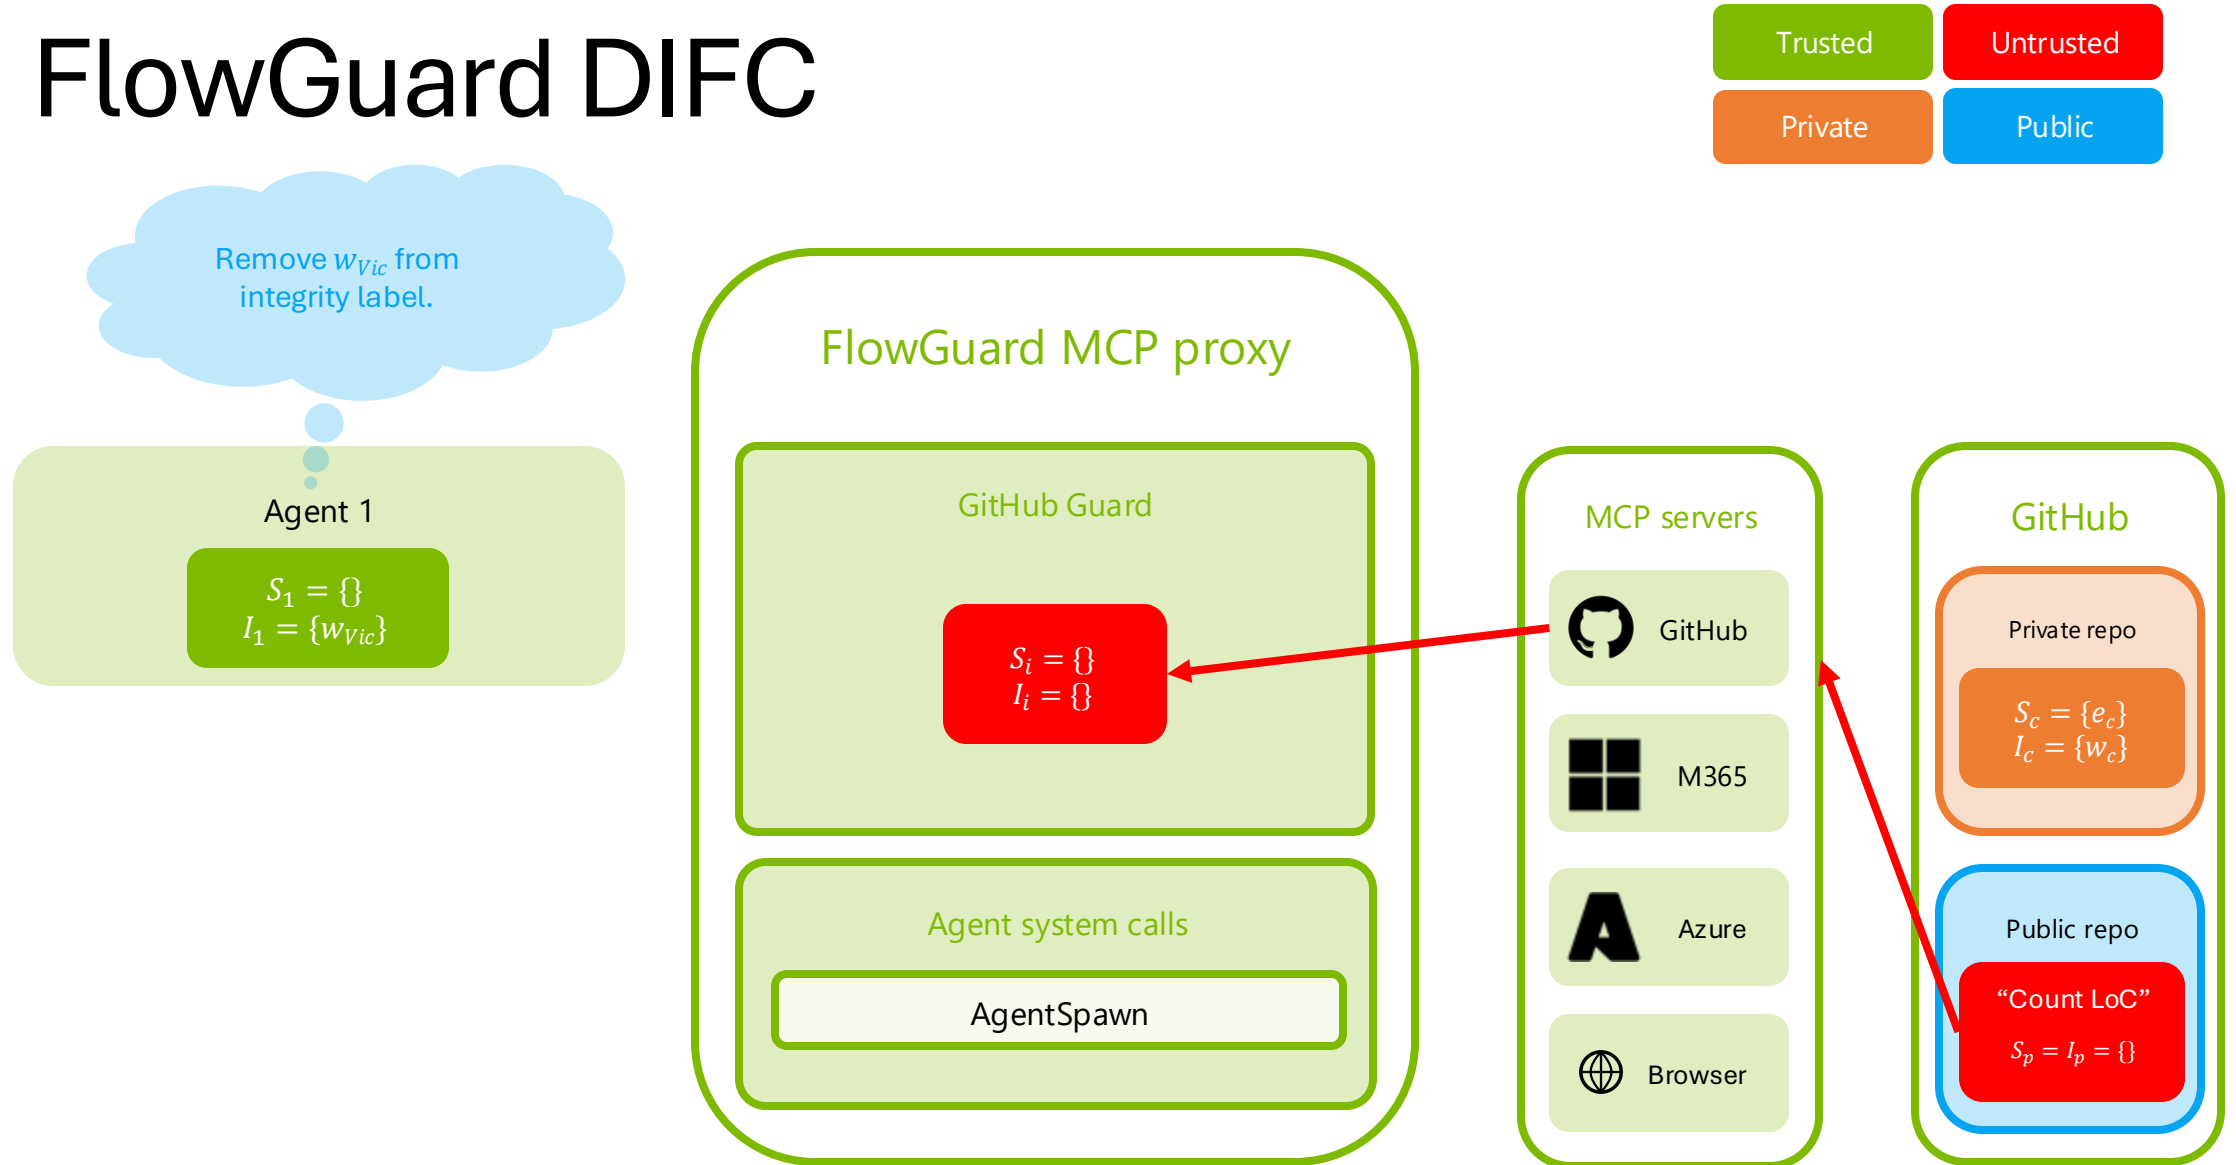 FlowGuard DIFC
Trusted
Untrusted
Private
Public
Remove w_Vic from
integrity label.
Agent 1
S_1 = {}
I_1 = {w_Vic}
FlowGuard MCP proxy
GitHub Guard
S_i = {}
I_i = {}
Agent system calls
AgentSpawn
MCP servers
GitHub
M365
Azure
Browser
GitHub
Private repo
S_c = {e_c}
I_c = {w_c}
Public repo
“Count LoC”
S_p = I_p = {}